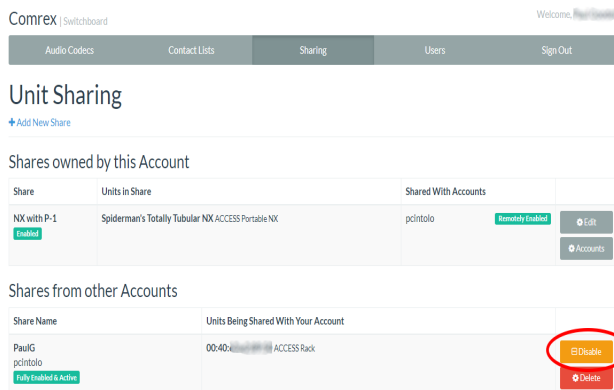 Comrex | Switchboard
Welcome,
Audio Codecs Contact Lists Sharing Users Sign Out
Unit Sharing
+ Add New Share
Shares owned by this Account
Share Units in Share Shared With Accounts
NX with P-1 Spiderman's Totally Tubular NX ACCESS Portable NX pcintolo Remotely Enabled Edit
Enabled
Accounts
Shares from other Accounts
Share Name Units Being Shared With Your Account
PaulG 00:40: ACCESS Rack Disable
pcintolo
Fully Enabled & Active Delete